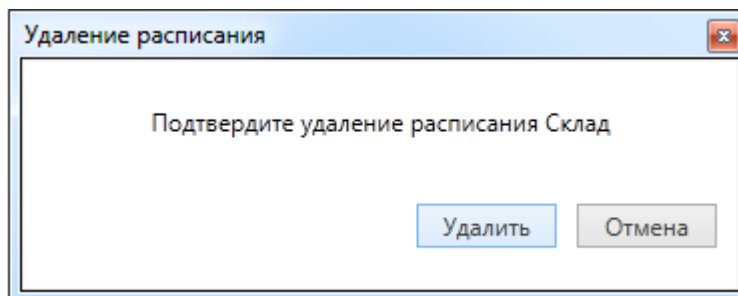 Удаление расписания
Подтвердите удаление расписания Склад
Удалить Отмена